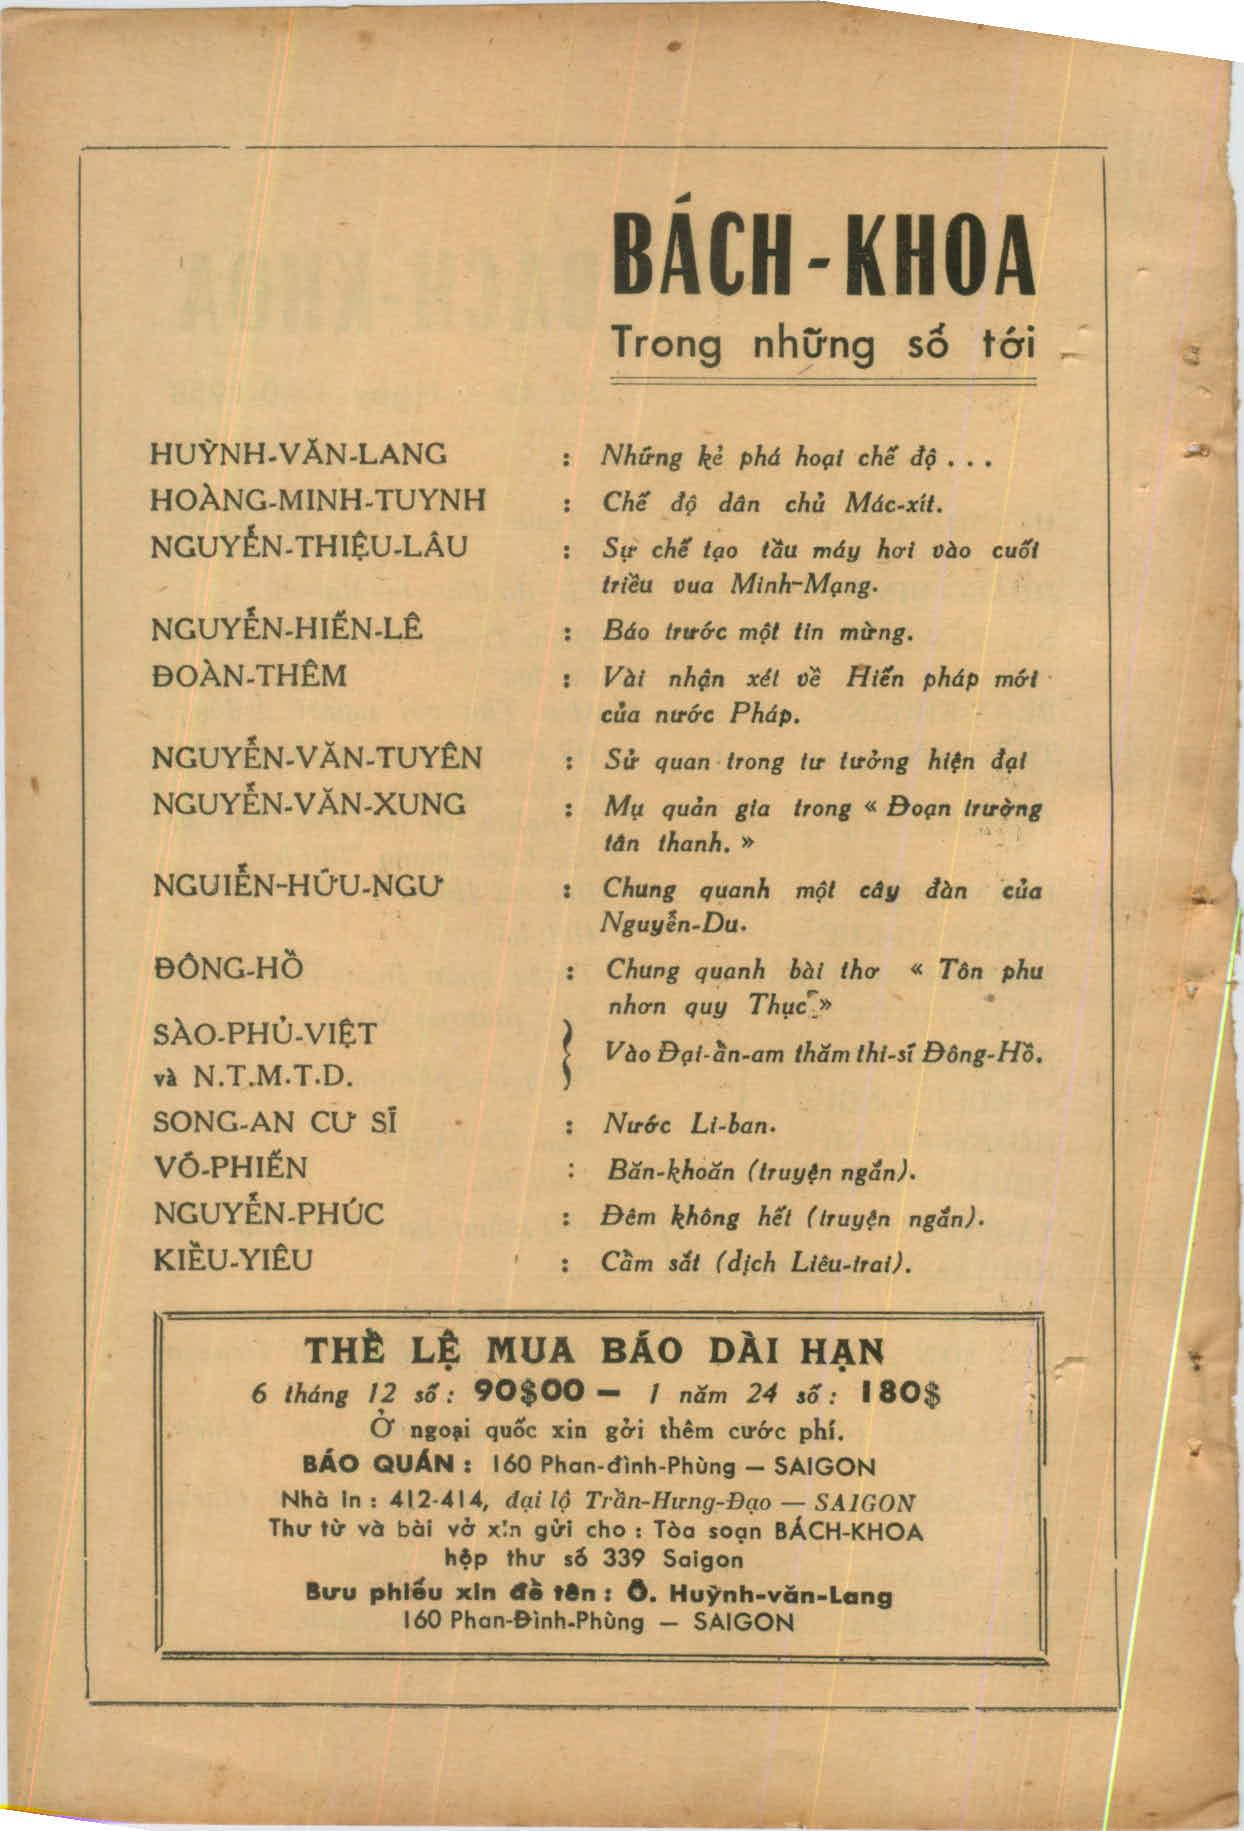 BÁCH - KHOA
Trong những số tới
HUỲNH-VĂN-LANG : Những kẻ phá hoại chế độ . . .
HOÀNG-MINH-TUYNH : Chế độ dân chủ Mác-xít.
NGUYỄN-THIỆU-LÂU : Sự chế tạo tầu máy hơi vào cuối
triều vua Minh-Mạng.
NGUYỄN-HIẾN-LÊ : Báo trước một tin mừng.
ĐOÀN-THÊM : Vài nhận xét về Hiến pháp mới
của nước Pháp.
NGUYỄN-VĂN-TUYÊN : Sử quan trong tư tưởng hiện đại
NGUYỄN-VĂN-XUNG : Mụ quản gia trong « Đoạn trường
tân thanh. »
NGUIỄN-HỮU-NGƯ : Chung quanh một cây đàn của
Nguyễn-Du.
ĐÔNG-HỒ : Chung quanh bài thơ « Tôn phu
nhơn quy Thục »
SÀO-PHỦ-VIỆT
và N.T.M.T.D. } Vào Đại-ần-am thăm thi-sĩ Đông-Hồ.
SONG-AN CƯ SĨ : Nước Li-ban.
VÕ-PHIẾN : Băn-khoăn (truyện ngắn).
NGUYỄN-PHÚC : Đêm không hết (truyện ngắn).
KIỀU-YIÊU : Cầm sắt (dịch Liêu-trai).
THỂ LỆ MUA BÁO DÀI HẠN
6 tháng 12 số : 90$00 — 1 năm 24 số : 180$
Ở ngoại quốc xin gởi thêm cước phí.
BÁO QUÁN : 160 Phan-đình-Phùng — SAIGON
Nhà in : 412-414, đại lộ Trần-Hưng-Đạo — SAIGON
Thư từ và bài vở xin gửi cho : Tòa soạn BÁCH-KHOA
hộp thư số 339 Saigon
Bưu phiếu xin đề tên : Ô. Huỳnh-văn-Lang
160 Phan-Đình-Phùng — SAIGON